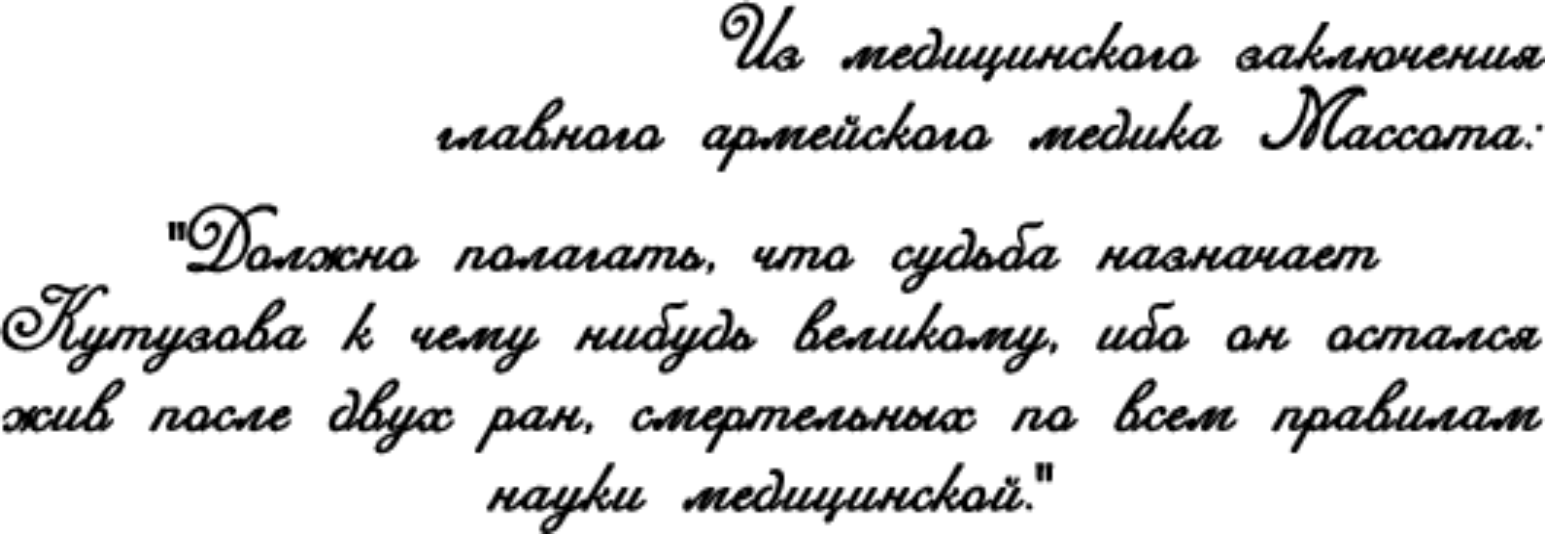 Из медицинского заключения
главного армейского медика Массота:
"Должно полагать, что судьба назначает
Кутузова к чему нибудь великому, ибо он остался
жив после двух ран, смертельных по всем правилам
науки медицинской."